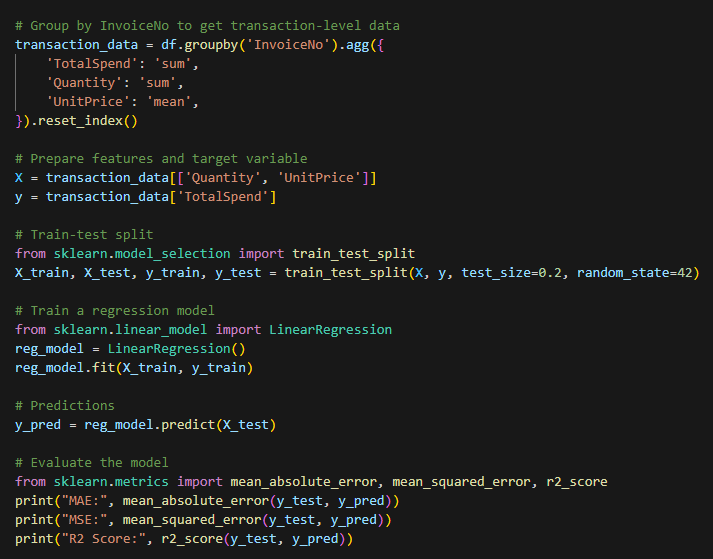 # Group by InvoiceNo to get transaction-level data
transaction_data = df.groupby('InvoiceNo').agg({
    'TotalSpend': 'sum',
    'Quantity': 'sum',
    'UnitPrice': 'mean',
}).reset_index()

# Prepare features and target variable
X = transaction_data[['Quantity', 'UnitPrice']]
y = transaction_data['TotalSpend']

# Train-test split
from sklearn.model_selection import train_test_split
X_train, X_test, y_train, y_test = train_test_split(X, y, test_size=0.2, random_state=42)

# Train a regression model
from sklearn.linear_model import LinearRegression
reg_model = LinearRegression()
reg_model.fit(X_train, y_train)

# Predictions
y_pred = reg_model.predict(X_test)

# Evaluate the model
from sklearn.metrics import mean_absolute_error, mean_squared_error, r2_score
print("MAE:", mean_absolute_error(y_test, y_pred))
print("MSE:", mean_squared_error(y_test, y_pred))
print("R2 Score:", r2_score(y_test, y_pred))